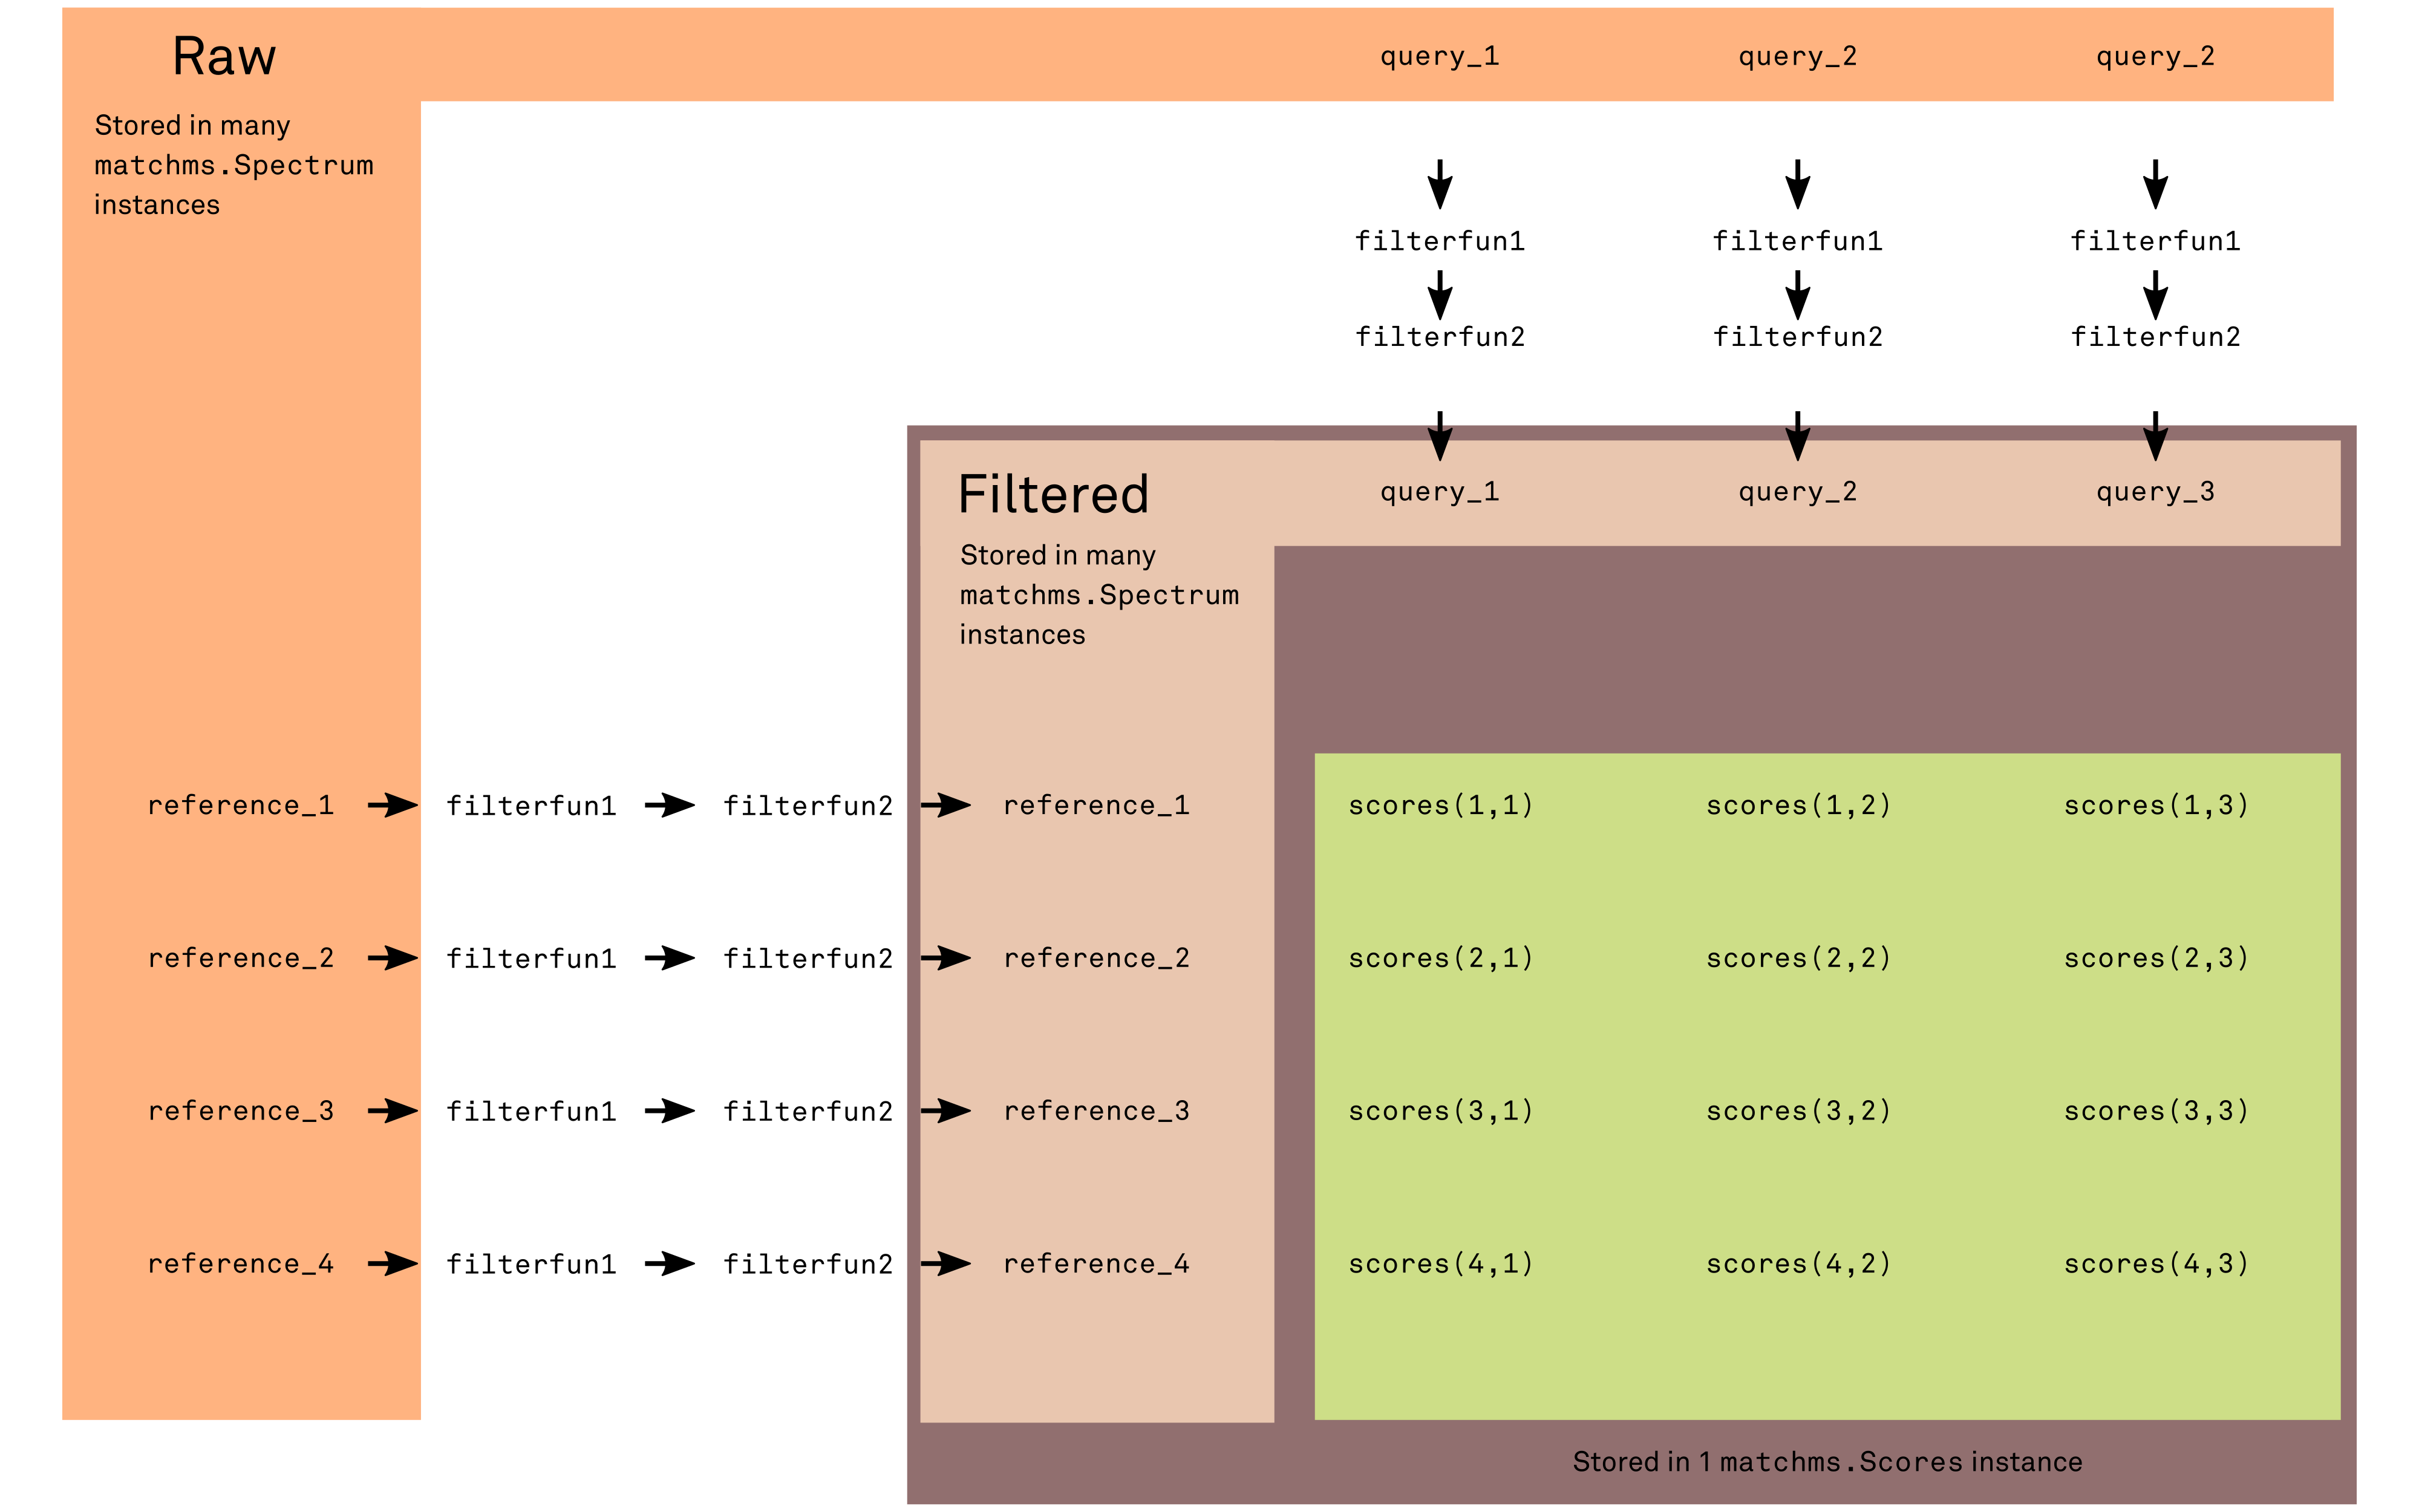 Raw
query_1 query_2 query_2
Stored in many
matchms.Spectrum
instances
filterfun1 filterfun1 filterfun1
filterfun2 filterfun2 filterfun2
Filtered
query_1 query_2 query_3
Stored in many
matchms.Spectrum
instances
reference_1 filterfun1 filterfun2 reference_1 scores(1,1) scores(1,2) scores(1,3)
reference_2 filterfun1 filterfun2 reference_2 scores(2,1) scores(2,2) scores(2,3)
reference_3 filterfun1 filterfun2 reference_3 scores(3,1) scores(3,2) scores(3,3)
reference_4 filterfun1 filterfun2 reference_4 scores(4,1) scores(4,2) scores(4,3)
Stored in 1 matchms.Scores instance